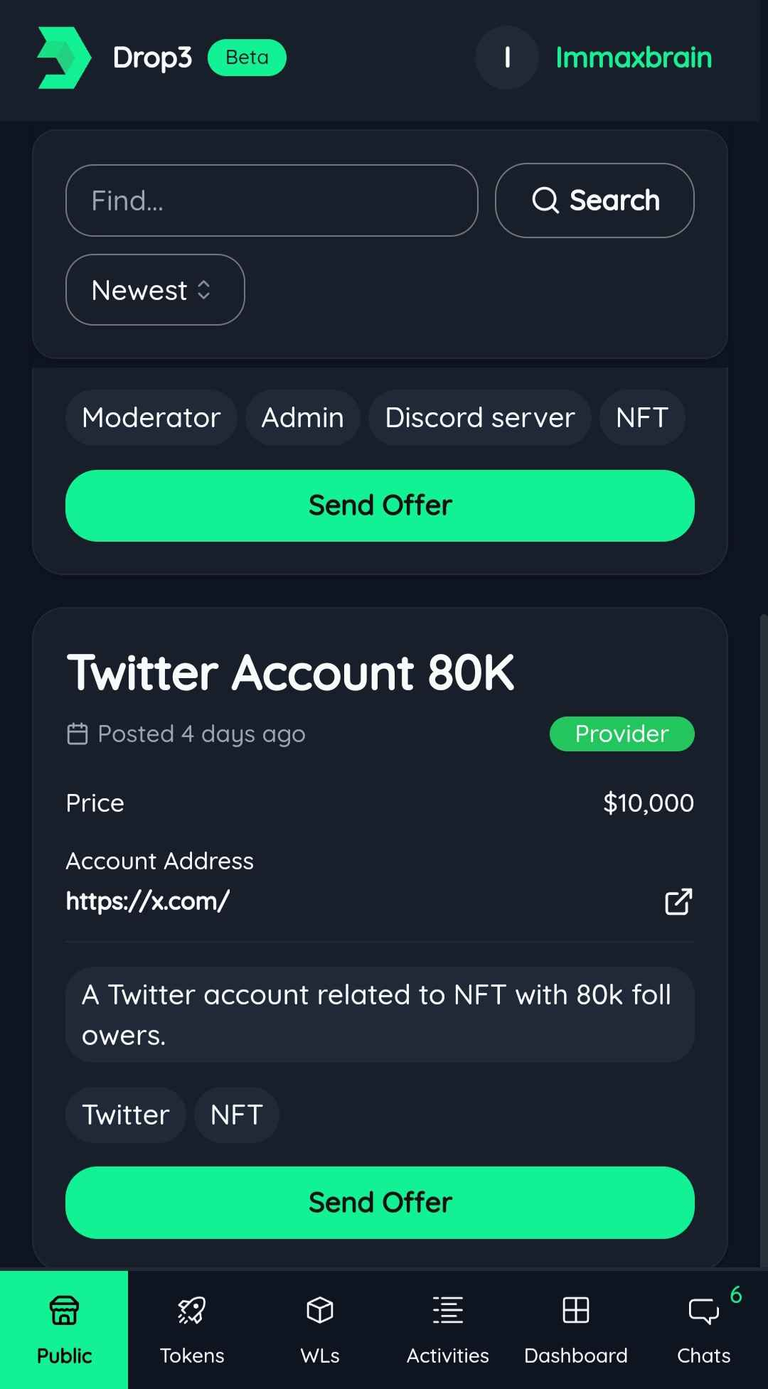 Drop3 Beta I Immaxbrain
Find... Search
Newest
Moderator Admin Discord server NFT
Send Offer
Twitter Account 80K
Posted 4 days ago Provider
Price $10,000
Account Address
https://x.com/
A Twitter account related to NFT with 80k foll
owers.
Twitter NFT
Send Offer
6
Public Tokens WLs Activities Dashboard Chats